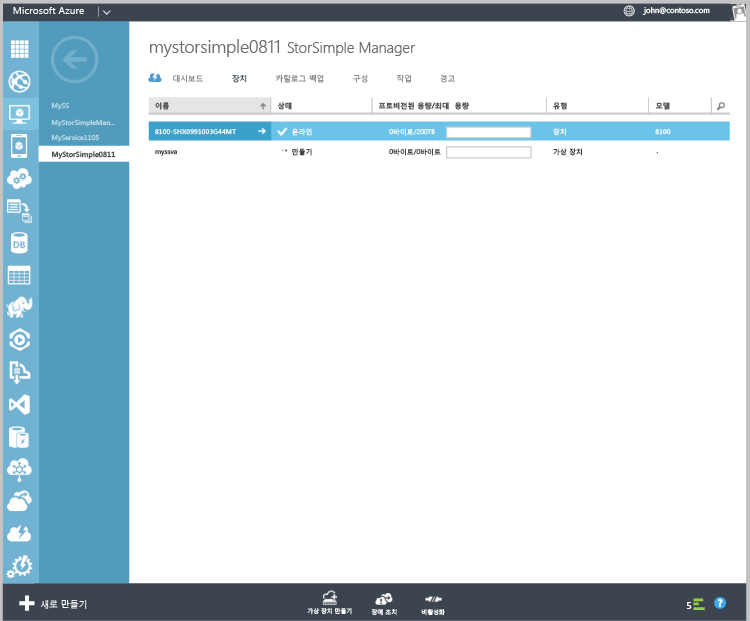 Microsoft Azure
john@contoso.com
MySS
MyStorSimpleMan...
MyService1105
MyStorSimple0811
mystorsimple0811 StorSimple Manager
대시보드 장치 카탈로그 백업 구성 작업 경고
이름 상태 프로비전된 용량/최대 용량 유형 모델
8100-SHX0991003G44MT 온라인 0바이트/200TB 장치 8100
myssva 만들기 0바이트/0바이트 가상 장치 -
DB
새로 만들기
가상 장치 만들기 장애 조치 비활성화
5
?